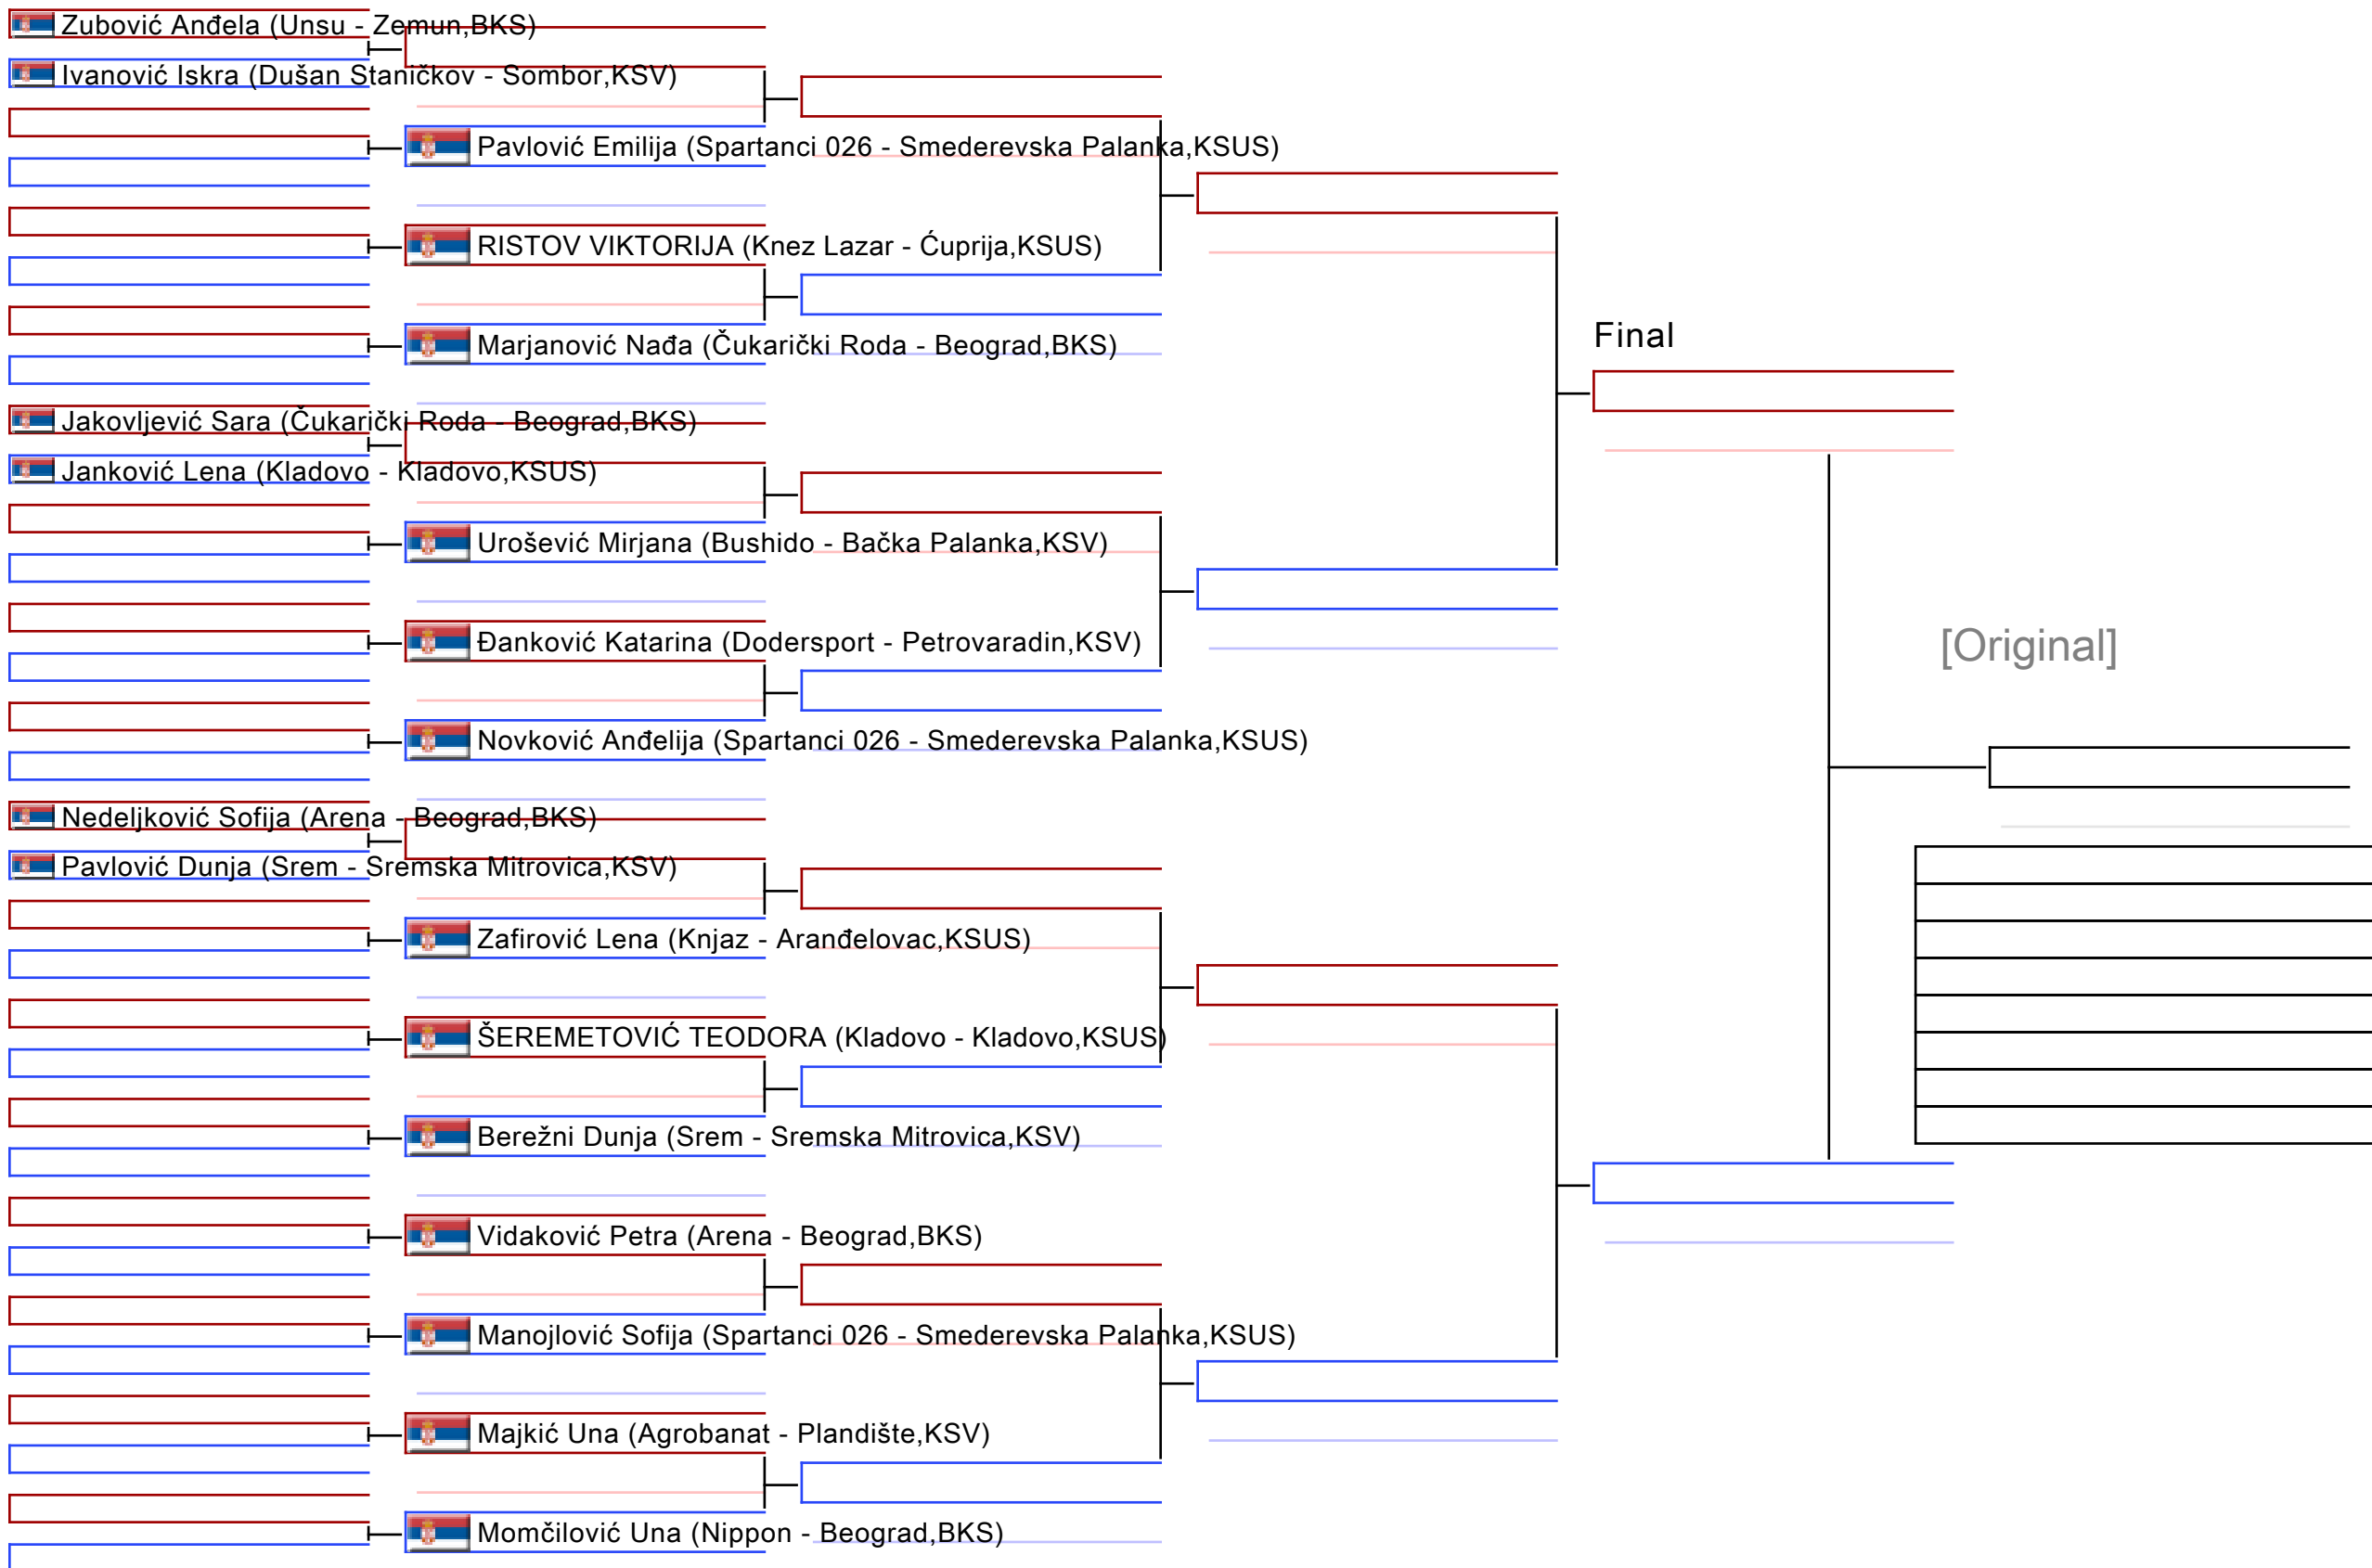 Zubović Anđela (Unsu - Zemun,BKS)
Ivanović Iskra (Dušan Staničkov - Sombor,KSV)
Pavlović Emilija (Spartanci 026 - Smederevska Palanka,KSUS)
RISTOV VIKTORIJA (Knez Lazar - Ćuprija,KSUS)
Marjanović Nađa (Čukarički Roda - Beograd,BKS)
Final
Jakovljević Sara (Čukarički Roda - Beograd,BKS)
Janković Lena (Kladovo - Kladovo,KSUS)
Urošević Mirjana (Bushido - Bačka Palanka,KSV)
Đanković Katarina (Dodersport - Petrovaradin,KSV)
[Original]
Novković Anđelija (Spartanci 026 - Smederevska Palanka,KSUS)
Nedeljković Sofija (Arena - Beograd,BKS)
Pavlović Dunja (Srem - Sremska Mitrovica,KSV)
Zafirović Lena (Knjaz - Aranđelovac,KSUS)
ŠEREMETOVIĆ TEODORA (Kladovo - Kladovo,KSUS)
Berežni Dunja (Srem - Sremska Mitrovica,KSV)
Vidaković Petra (Arena - Beograd,BKS)
Manojlović Sofija (Spartanci 026 - Smederevska Palanka,KSUS)
Majkić Una (Agrobanat - Plandište,KSV)
Momčilović Una (Nippon - Beograd,BKS)